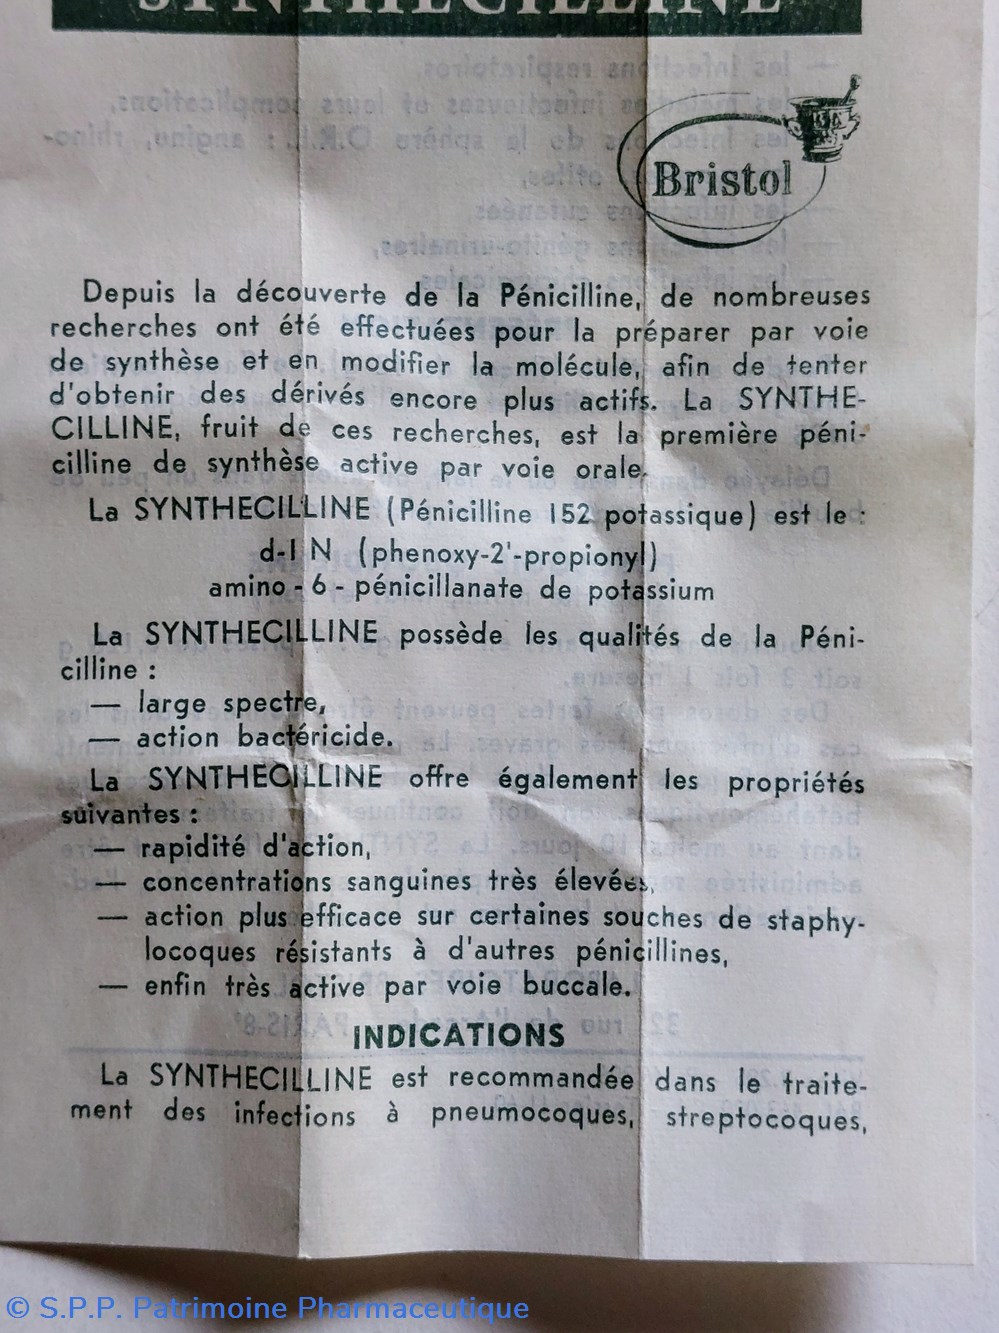 SYNTHECILLINE
Bristol
Depuis la découverte de la Pénicilline, de nombreuses
recherches ont été effectuées pour la préparer par voie
de synthèse et en modifier la molécule, afin de tenter
d'obtenir des dérivés encore plus actifs. La SYNTHE-
CILLINE, fruit de ces recherches, est la première péni-
cilline de synthèse active par voie orale.
La SYNTHECILLINE (Pénicilline 152 potassique) est le :
d-l N (phenoxy-2'-propionyl)
amino - 6 - pénicillanate de potassium
La SYNTHECILLINE possède les qualités de la Péni-
cilline :
— large spectre,
— action bactéricide.
La SYNTHECILLINE offre également les propriétés
suivantes :
— rapidité d'action,
— concentrations sanguines très élevées,
— action plus efficace sur certaines souches de staphy-
locoques résistants à d'autres pénicillines,
— enfin très active par voie buccale.
INDICATIONS
La SYNTHECILLINE est recommandée dans le traite-
ment des infections à pneumocoques, streptocoques,
© S.P.P. Patrimoine Pharmaceutique